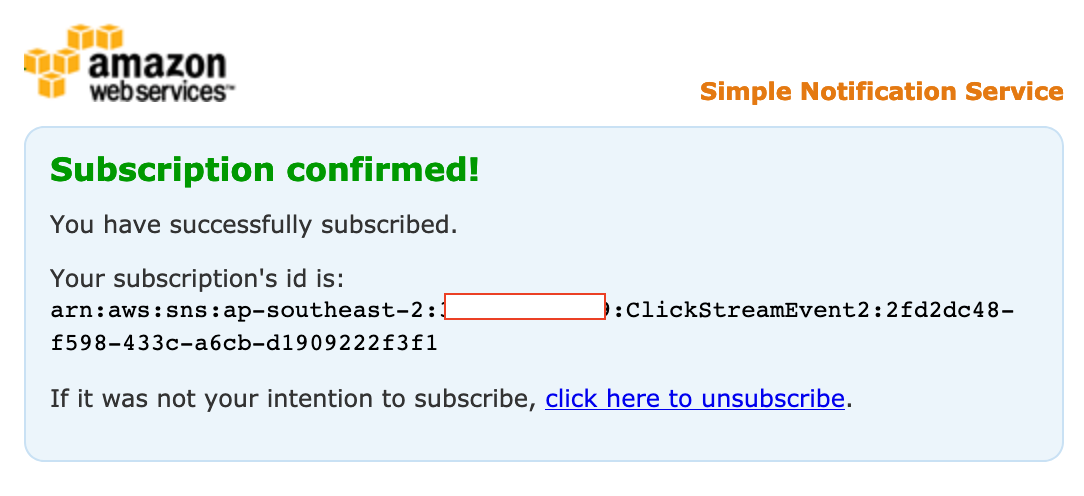 amazon
web services™
Simple Notification Service
Subscription confirmed!
You have successfully subscribed.
Your subscription's id is:
arn:aws:sns:ap-southeast-2: :ClickStreamEvent2:2fd2dc48-
f598-433c-a6cb-d1909222f3f1
If it was not your intention to subscribe, click here to unsubscribe.